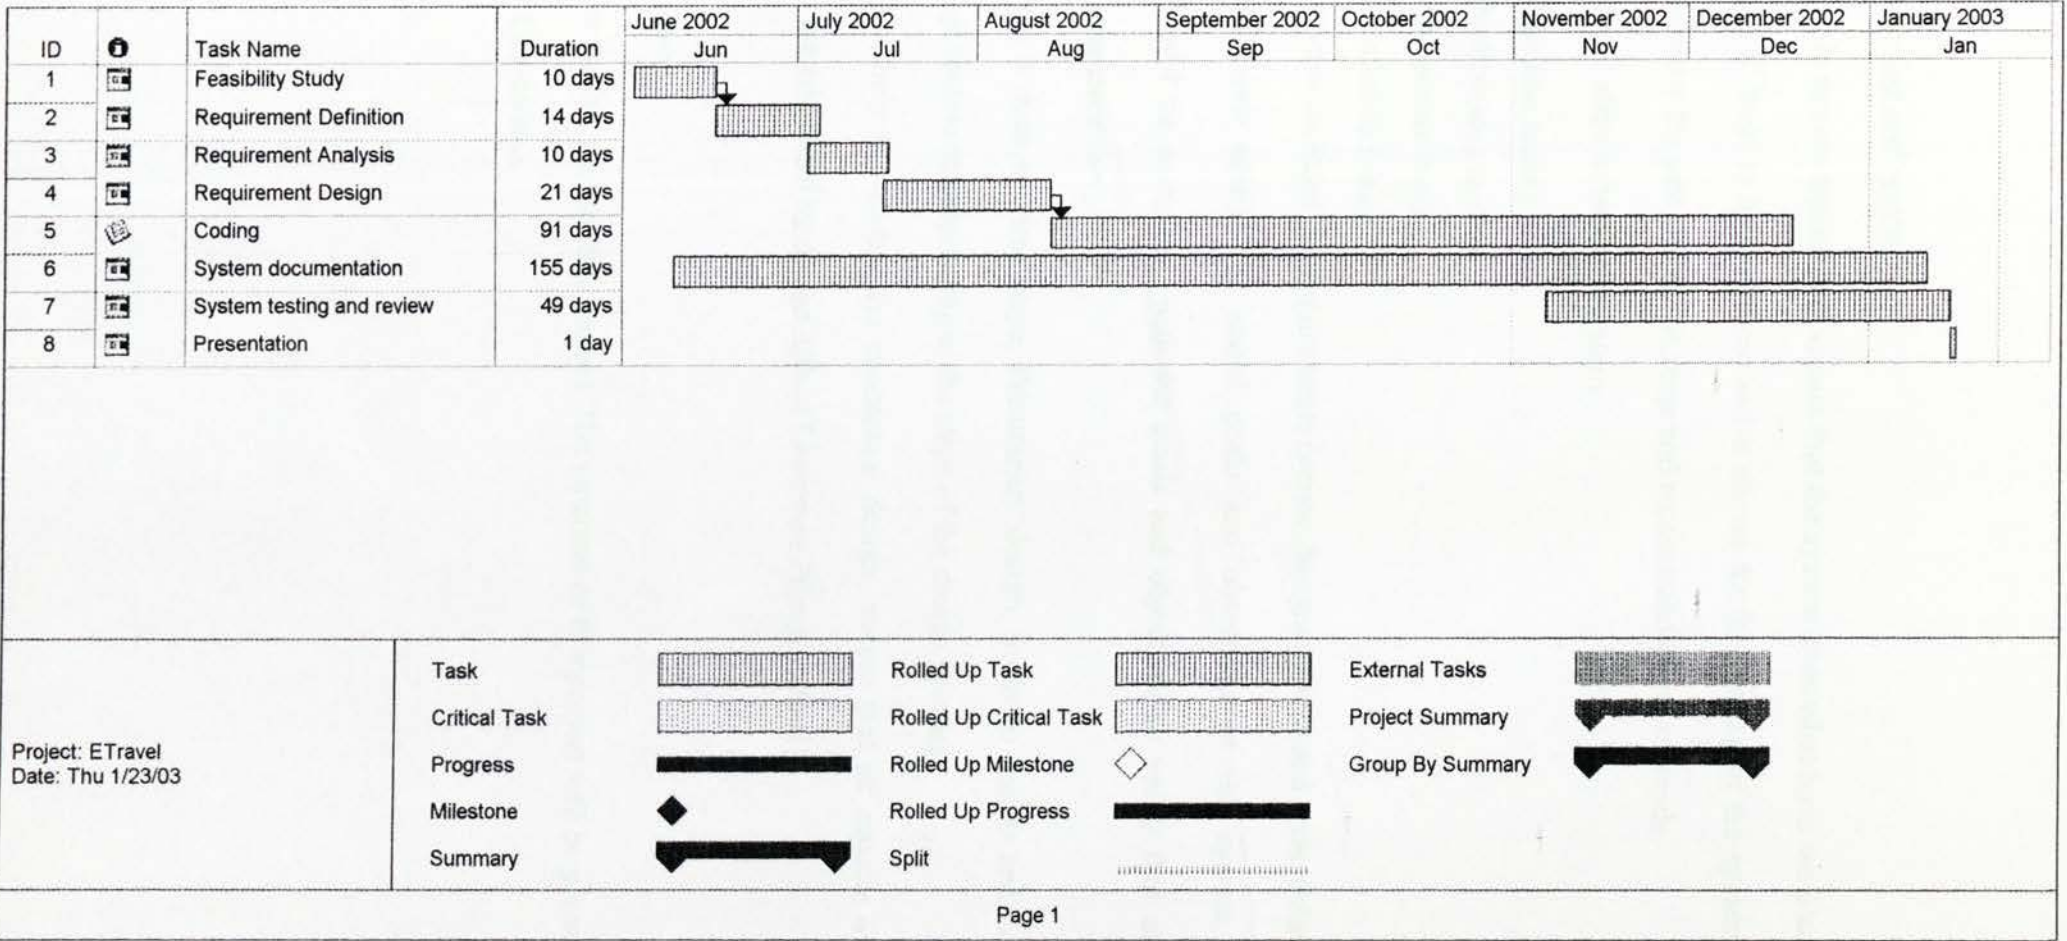 June 2002 July 2002 August 2002 September 2002 October 2002 November 2002 December 2002 January 2003
ID Task Name Duration Jun Jul Aug Sep Oct Nov Dec Jan
1 Feasibility Study 10 days
2 Requirement Definition 14 days
3 Requirement Analysis 10 days
4 Requirement Design 21 days
5 Coding 91 days
6 System documentation 155 days
7 System testing and review 49 days
8 Presentation 1 day
Project: ETravel
Date: Thu 1/23/03
Task Rolled Up Task External Tasks
Critical Task Rolled Up Critical Task Project Summary
Progress Rolled Up Milestone Group By Summary
Milestone Rolled Up Progress
Summary Split
Page 1